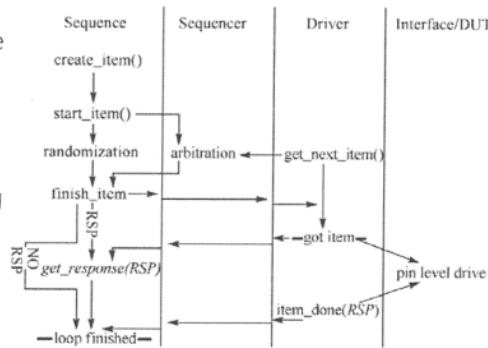 Sequence Sequencer Driver Interface/DUT
create_item()
start_item()
randomization arbitration get_next_item()
finish_item
RSP
NO
RSP
got item
get_response(RSP)
pin level drive
item_done(RSP)
loop finished